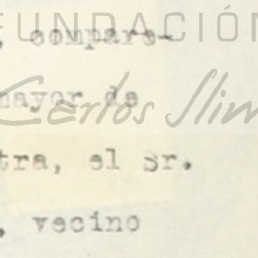 FUNDACIÓN
, compare-
mayor de
Carlos Slim
tra, el Sr.
, vecino